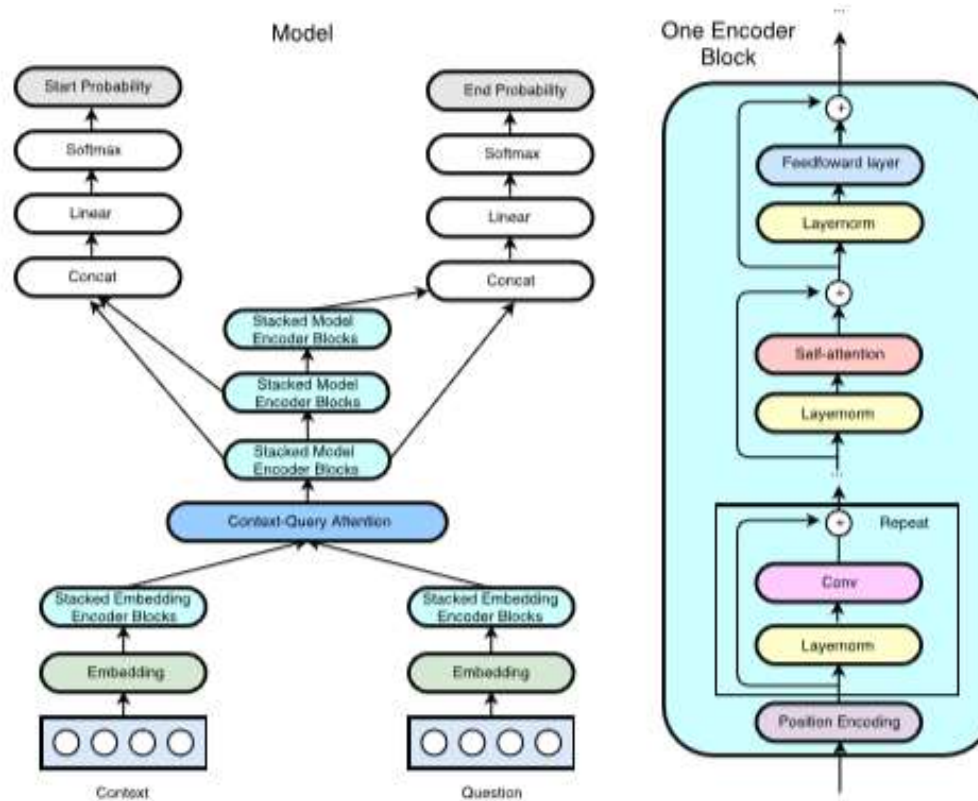 Model
Start Probability
Softmax
Linear
Concat
End Probability
Softmax
Linear
Concat
Stacked Model
Encoder Blocks
Stacked Model
Encoder Blocks
Stacked Model
Encoder Blocks
Context-Query Attention
Stacked Embedding
Encoder Blocks
Stacked Embedding
Encoder Blocks
Embedding
Embedding
Context
Question
One Encoder
Block
...
+
Feedfoward layer
Layernorm
+
Self-attention
Layernorm
...
+
Repeat
Conv
Layernorm
Position Encoding